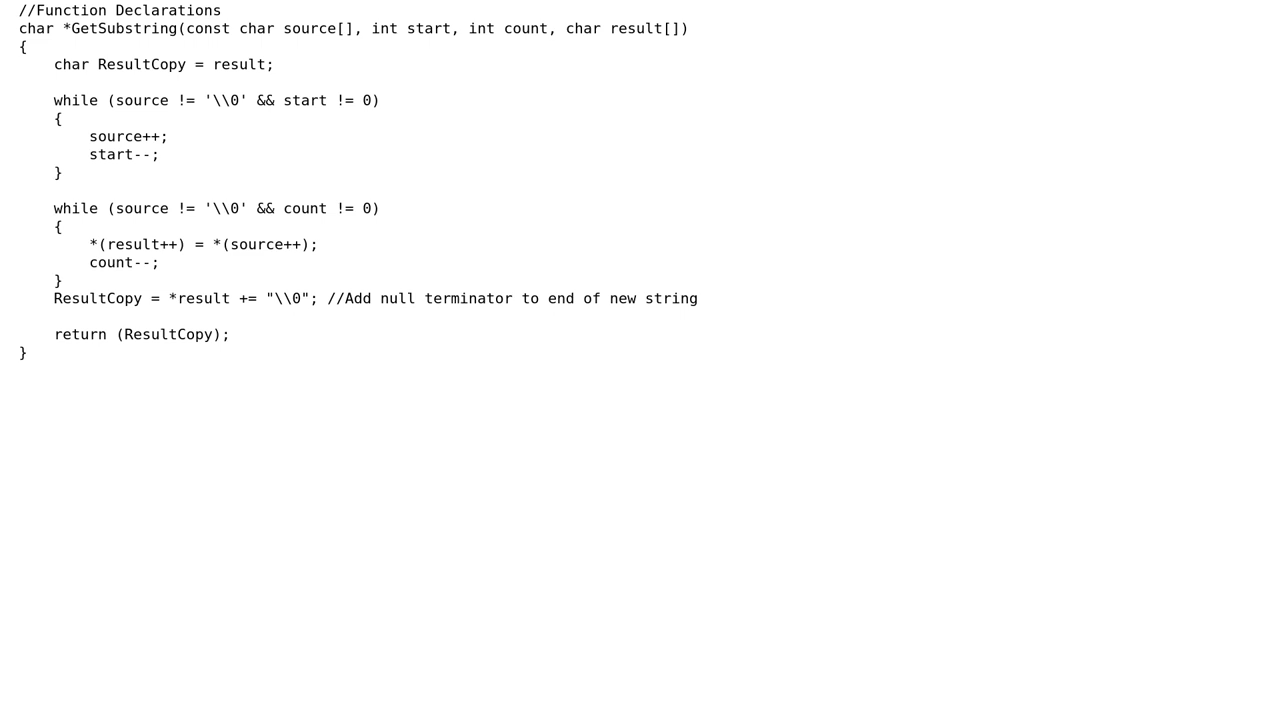 //Function Declarations
char *GetSubstring(const char source[], int start, int count, char result[])
{
    char ResultCopy = result;

    while (source != '\\0' && start != 0)
    {
        source++;
        start--;
    }

    while (source != '\\0' && count != 0)
    {
        *(result++) = *(source++);
        count--;
    }
    ResultCopy = *result += "\\0"; //Add null terminator to end of new string

    return (ResultCopy);
}